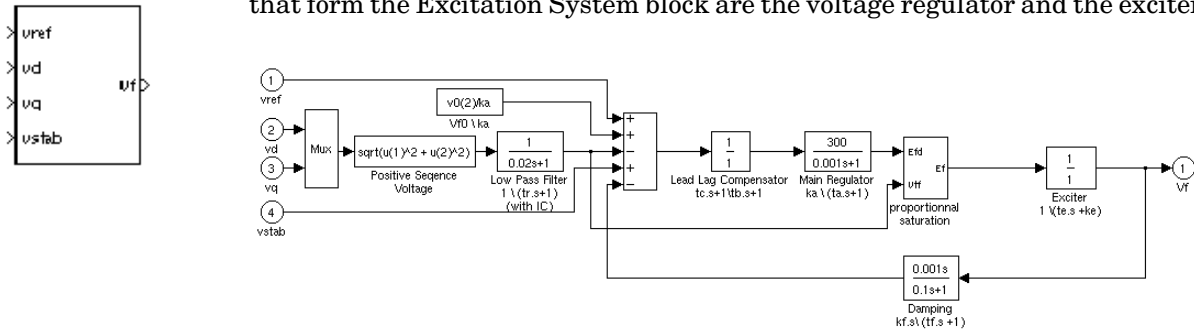 that form the Excitation System block are the voltage regulator and the exciter
vref
vd
vq
vstab
Vf
1
vref
v0(2)/ka
Vf0 \ ka
2
vd
3
vq
4
vstab
Mux
sqrt(u(1)^2 + u(2)^2)
Positive Seqence
Voltage
1
0.02s+1
Low Pass Filter
1 \ (tr.s+1)
(with IC)
+
+
−
+
−
1
1
Lead Lag Compensator
tc.s+1\tb.s+1
300
0.001s+1
Main Regulator
ka \ (ta.s+1)
Efd
Vtf
Ef
proportionnal
saturation
1
1
Exciter
1 \(te.s +ke)
1
Vf
0.001s
0.1s+1
Damping
kf.s\ (tf.s +1)